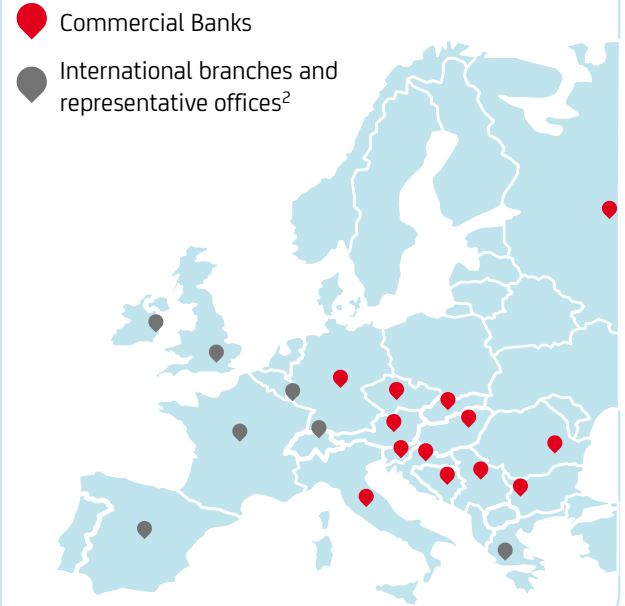 Commercial Banks
International branches and
representative offices²